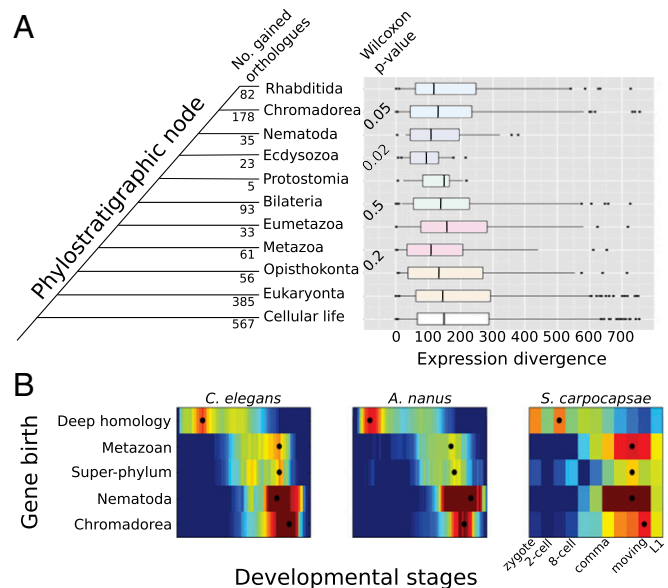 A
No. gained
orthologues
Wilcoxon
p-value
Phylostratigraphic node
82 Rhabditida
178 Chromadorea
0.05
35 Nematoda
23 Ecdysozoa
0.02
5 Protostomia
93 Bilateria
0.5
33 Eumetazoa
61 Metazoa
0.2
56 Opisthokonta
385 Eukaryonta
567 Cellular life
0 100 200 300 400 500 600 700
Expression divergence
B
C. elegans A. nanus S. carpocapsae
Gene birth
Deep homology
Metazoan
Super-phylum
Nematoda
Chromadorea
zygote 2-cell 8-cell comma moving L1
Developmental stages